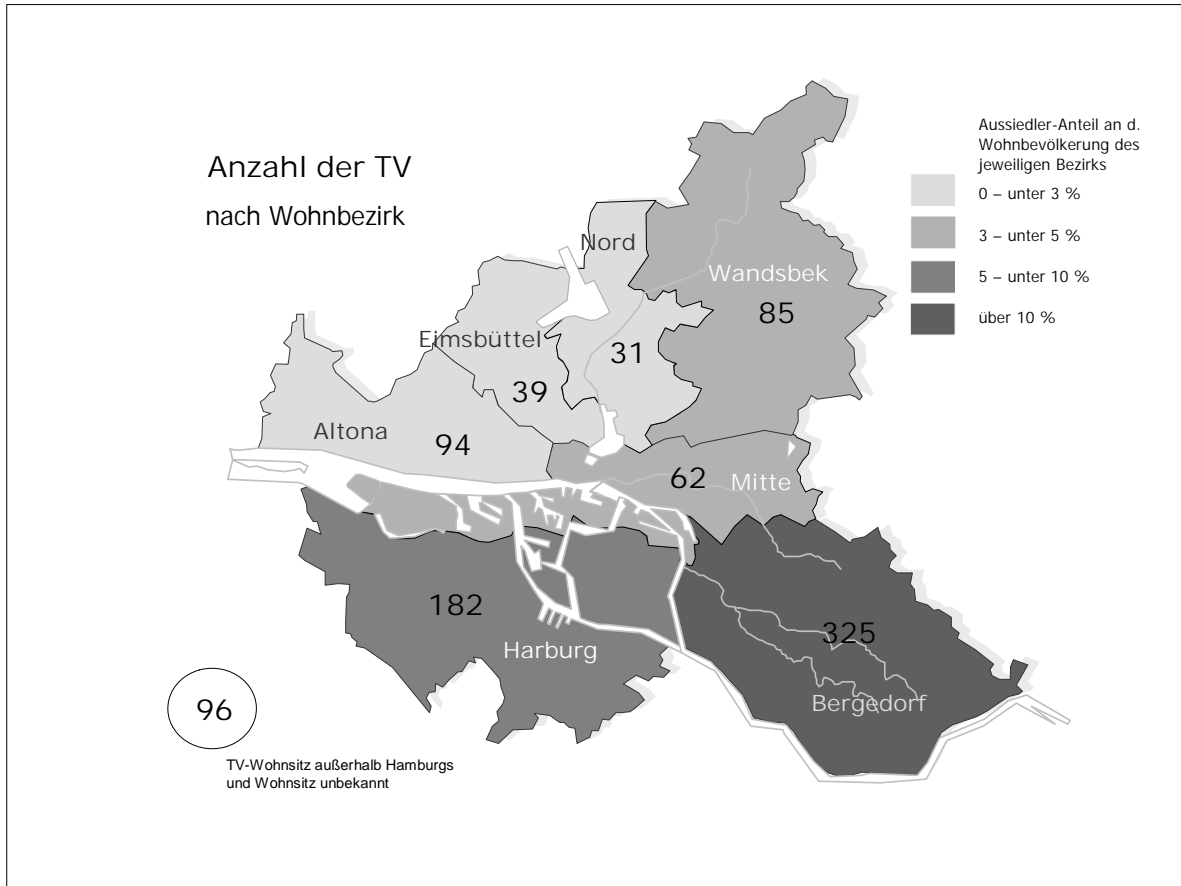 Anzahl der TV
nach Wohnbezirk
Aussiedler-Anteil an d.
Wohnbevölkerung des
jeweiligen Bezirks
0 – unter 3 %
3 – unter 5 %
5 – unter 10 %
über 10 %
Nord
31
Wandsbek
85
Eimsbüttel
39
Altona
94
62
Mitte
182
Harburg
325
Bergedorf
96
TV-Wohnsitz außerhalb Hamburgs
und Wohnsitz unbekannt